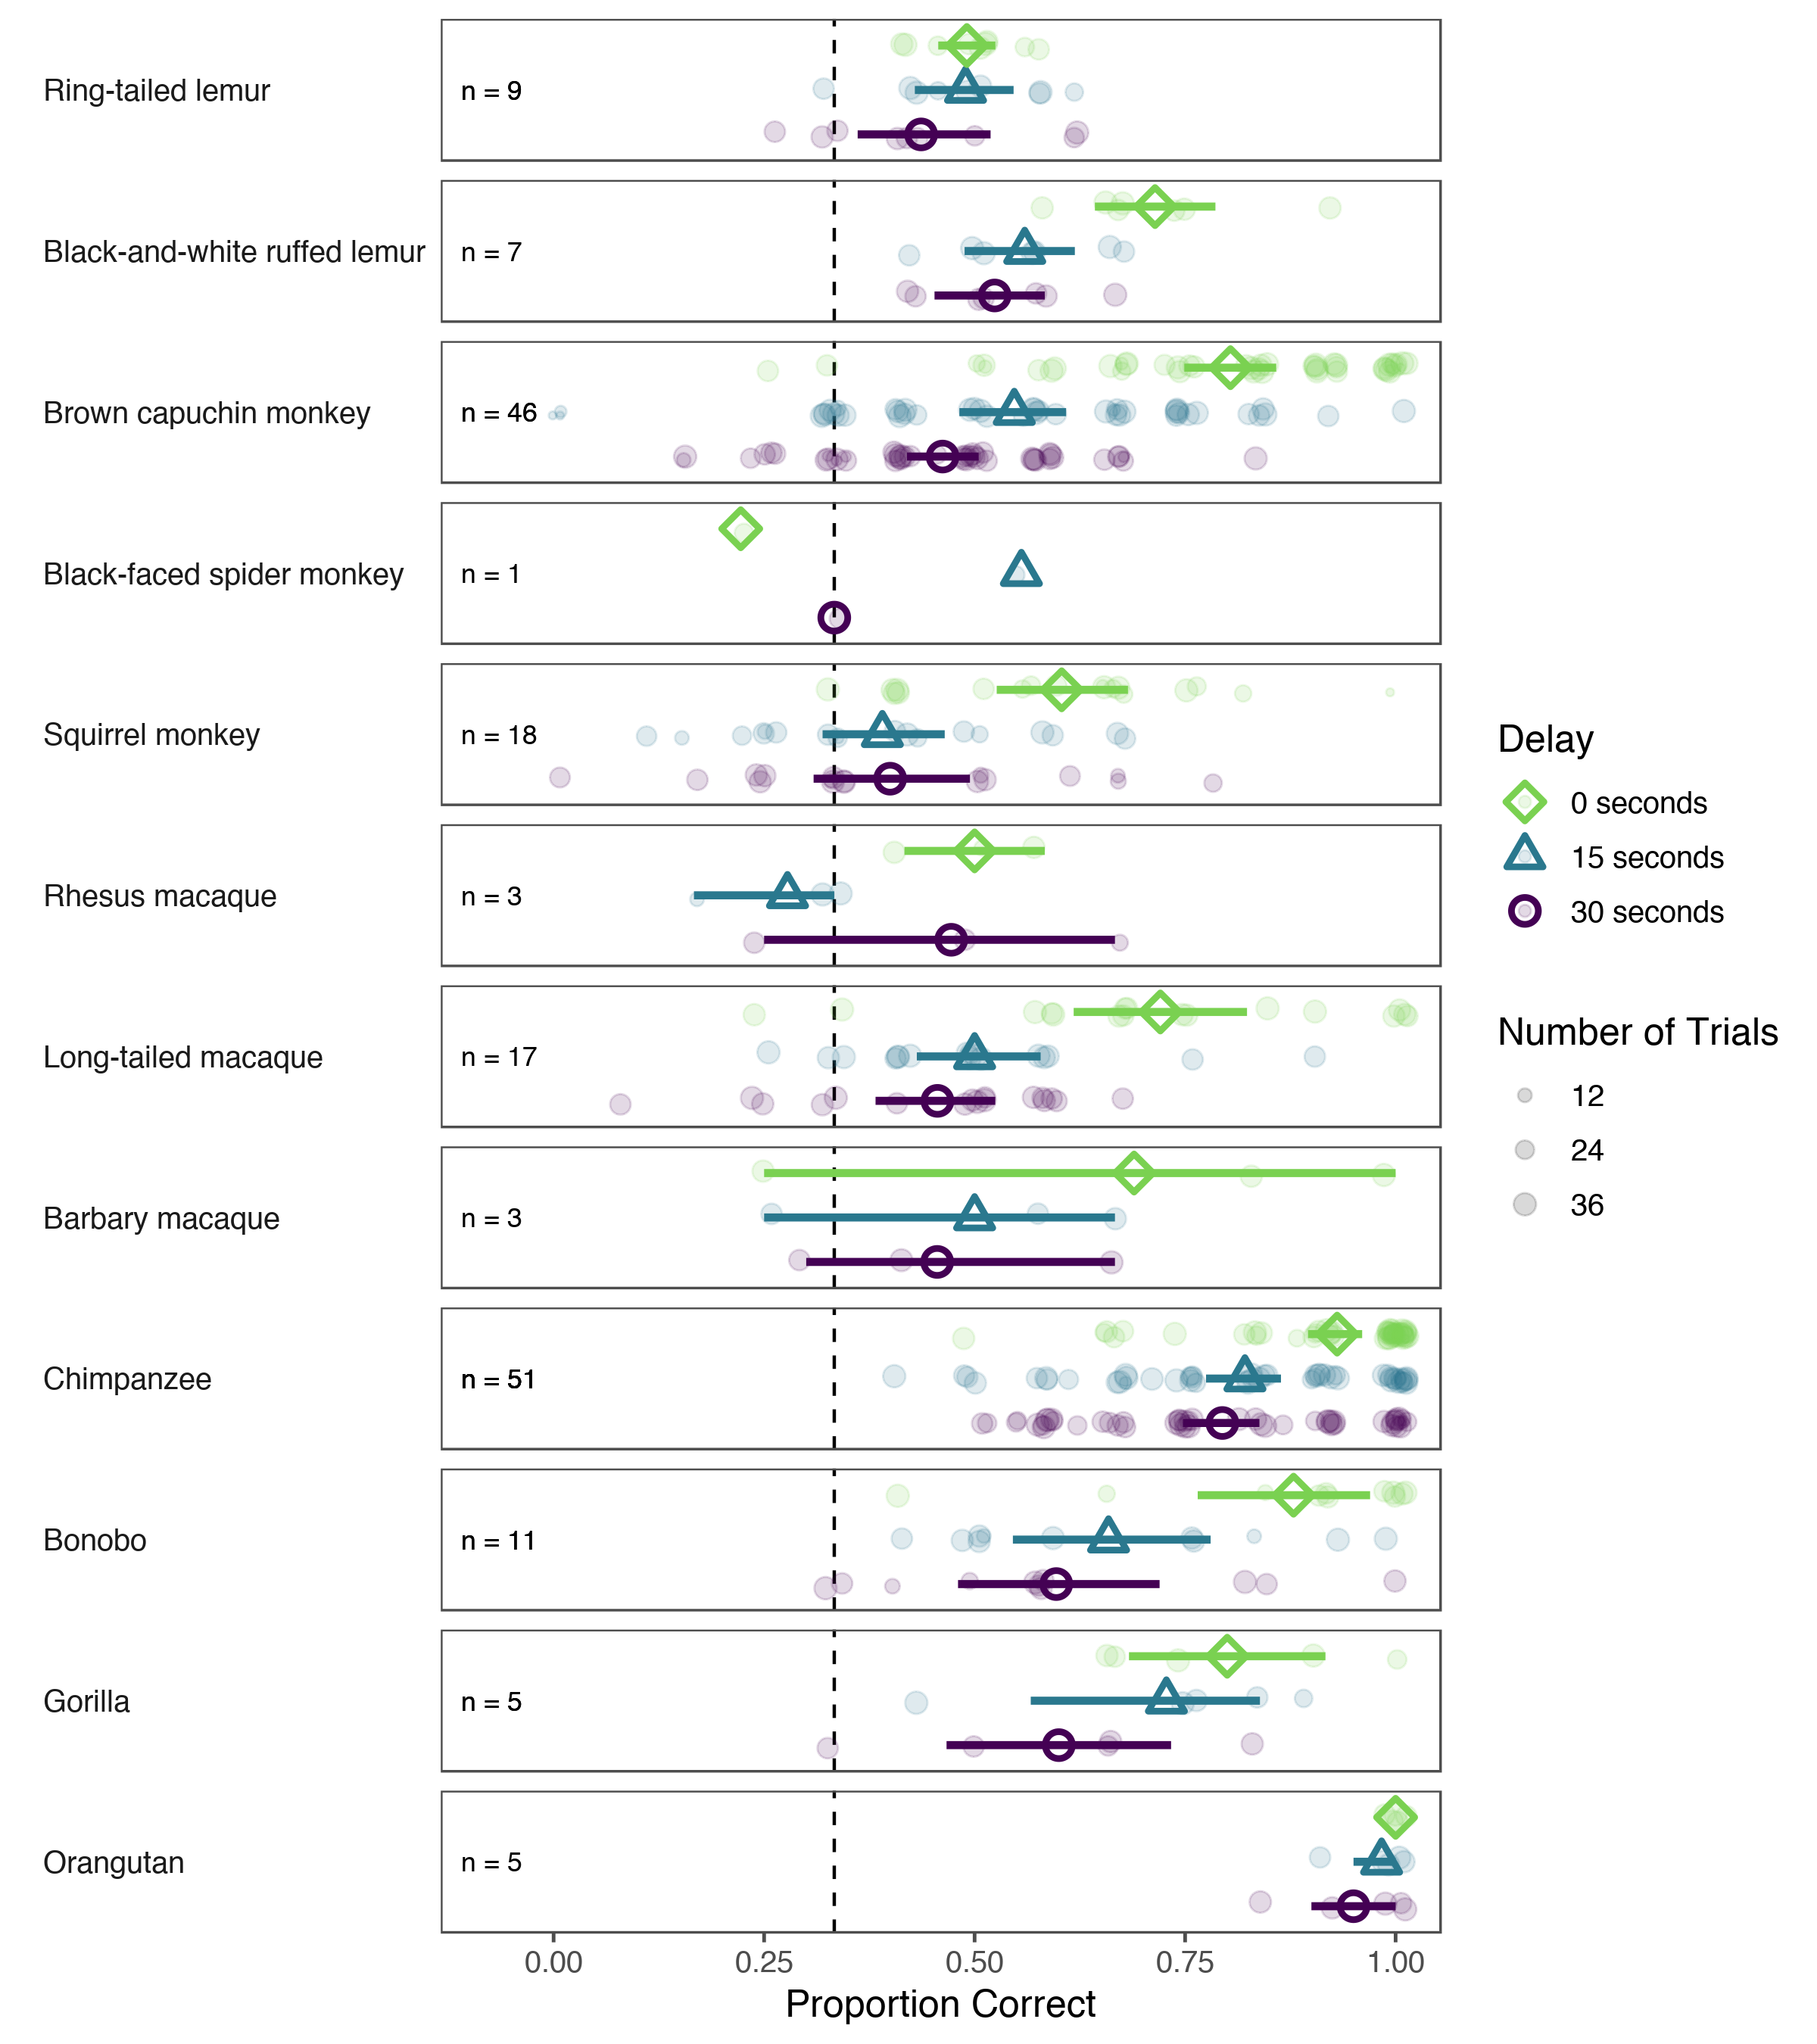 Ring-tailed lemur
n = 9
Black-and-white ruffed lemur
n = 7
Brown capuchin monkey
n = 46
Black-faced spider monkey
n = 1
Squirrel monkey
n = 18
Rhesus macaque
n = 3
Long-tailed macaque
n = 17
Barbary macaque
n = 3
Chimpanzee
n = 51
Bonobo
n = 11
Gorilla
n = 5
Orangutan
n = 5
0.00 0.25 0.50 0.75 1.00
Proportion Correct
Delay
0 seconds
15 seconds
30 seconds
Number of Trials
12
24
36